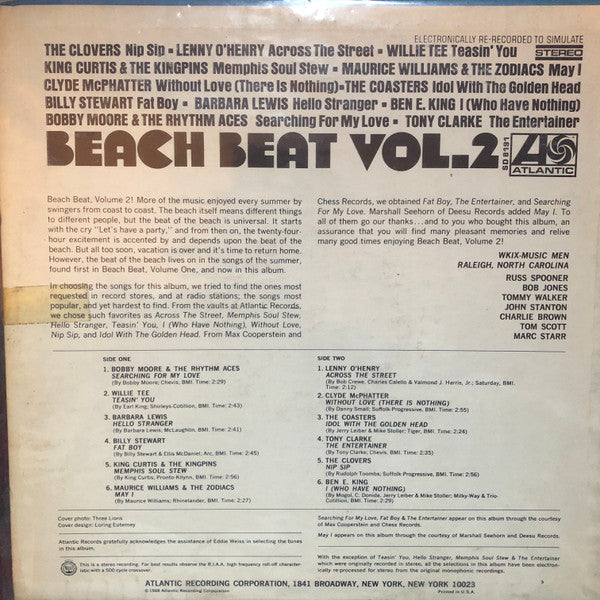 ELECTRONICALLY RE-RECORDED TO SIMULATE
STEREO
THE CLOVERS Nip Sip • LENNY O'HENRY Across The Street • WILLIE TEE Teasin' You
KING CURTIS & THE KINGPINS Memphis Soul Stew • MAURICE WILLIAMS & THE ZODIACS May I
CLYDE McPHATTER Without Love (There Is Nothing) • THE COASTERS Idol With The Golden Head
BILLY STEWART Fat Boy • BARBARA LEWIS Hello Stranger • BEN E. KING I (Who Have Nothing)
BOBBY MOORE & THE RHYTHM ACES Searching For My Love • TONY CLARKE The Entertainer
BEACH BEAT VOL.2
SD 8191
ATLANTIC
Beach Beat, Volume 2! More of the music enjoyed every summer by
swingers from coast to coast. The beach itself means different things
to different people, but the beat of the beach is universal. It starts
with the cry "Let's have a party," and from then on, the twenty-four-
hour excitement is accented by and depends upon the beat of the
beach. But all too soon, vacation is over and it's time to return home.
However, the beat of the beach lives on in the songs of the summer,
found first in Beach Beat, Volume One, and now in this album.
In choosing the songs for this album, we tried to find the ones most
requested in record stores, and at radio stations; the songs most
popular, and yet hardest to find. From the vaults at Atlantic Records,
we chose such favorites as Across The Street, Memphis Soul Stew,
Hello Stranger, Teasin' You, I (Who Have Nothing), Without Love,
Nip Sip, and Idol With The Golden Head. From Max Cooperstein and
Chess Records, we obtained Fat Boy, The Entertainer, and Searching
For My Love. Marshall Seehorn of Deesu Records added May I. To
all of them go our thanks...and to you who bought this album, an
assurance that you will find many pleasant memories and relive
many good times enjoying Beach Beat, Volume 2!
WKIX-MUSIC MEN
RALEIGH, NORTH CAROLINA
RUSS SPOONER
BOB JONES
TOMMY WALKER
JOHN STANTON
CHARLIE BROWN
TOM SCOTT
MARC STARR
SIDE ONE
1. BOBBY MOORE & THE RHYTHM ACES
SEARCHING FOR MY LOVE
(By Bobby Moore; Chevis, BMI. Time: 2:29)
2. WILLIE TEE
TEASIN' YOU
(By Earl King; Shirleys-Cotillion, BMI. Time: 2:43)
3. BARBARA LEWIS
HELLO STRANGER
(By Barbara Lewis; McLaughlin, BMI. Time: 2:41)
4. BILLY STEWART
FAT BOY
(By Billy Stewart & Ellis McDaniel; Arc, BMI. Time: 2:45)
5. KING CURTIS & THE KINGPINS
MEMPHIS SOUL STEW
(By King Curtis; Pronto-Kilynn, BMI. Time: 2:56)
6. MAURICE WILLIAMS & THE ZODIACS
MAY I
(By Maurice Williams; Rhinelander, BMI. Time: 2:27)
SIDE TWO
1. LENNY O'HENRY
ACROSS THE STREET
(By Bob Crewe, Charles Calello & Valmond J. Harris, Jr.; Saturday,
BMI. Time: 2:12)
2. CLYDE McPHATTER
WITHOUT LOVE (THERE IS NOTHING)
(By Danny Small; Suffolk Progressive, BMI. Time: 2:55)
3. THE COASTERS
IDOL WITH THE GOLDEN HEAD
(By Jerry Leiber & Mike Stoller; Tiger, BMI. Time: 2:24)
4. TONY CLARKE
THE ENTERTAINER
(By Tony Clarke; Chevis, BMI. Time: 2:35)
5. THE CLOVERS
NIP SIP
(By Rudolph Toombs; Suffolk Progressive, BMI. Time: 2:56)
6. BEN E. KING
I (WHO HAVE NOTHING)
(By Mogol, C. Donida, Jerry Leiber & Mike Stoller; Milky-Way & Trio-
Cotillion, BMI. Time: 2:29)
Cover photo: Three Lions
Cover design: Loring Eutemey
Atlantic Records gratefully acknowledges the assistance of Eddie Weiss in selecting the tunes
in this album.
This is a stereo recording. For best results observe the R.I.A.A. high frequency roll-off charac-
teristic with a 500 cycle crossover.
Searching For My Love, Fat Boy & The Entertainer appear on this album through the courtesy
of Max Cooperstein and Chess Records.
May I appears on this album through the courtesy of Marshall Seehorn and Deesu Records.
With the exception of Teasin' You, Hello Stranger, Memphis Soul Stew & The Entertainer
which were originally recorded in stereo, all the selections in this album have been electroni-
cally re-processed for stereo from the original monophonic recordings.
ATLANTIC RECORDING CORPORATION, 1841 BROADWAY, NEW YORK, NEW YORK 10023
© 1968 Atlantic Recording Corporation.